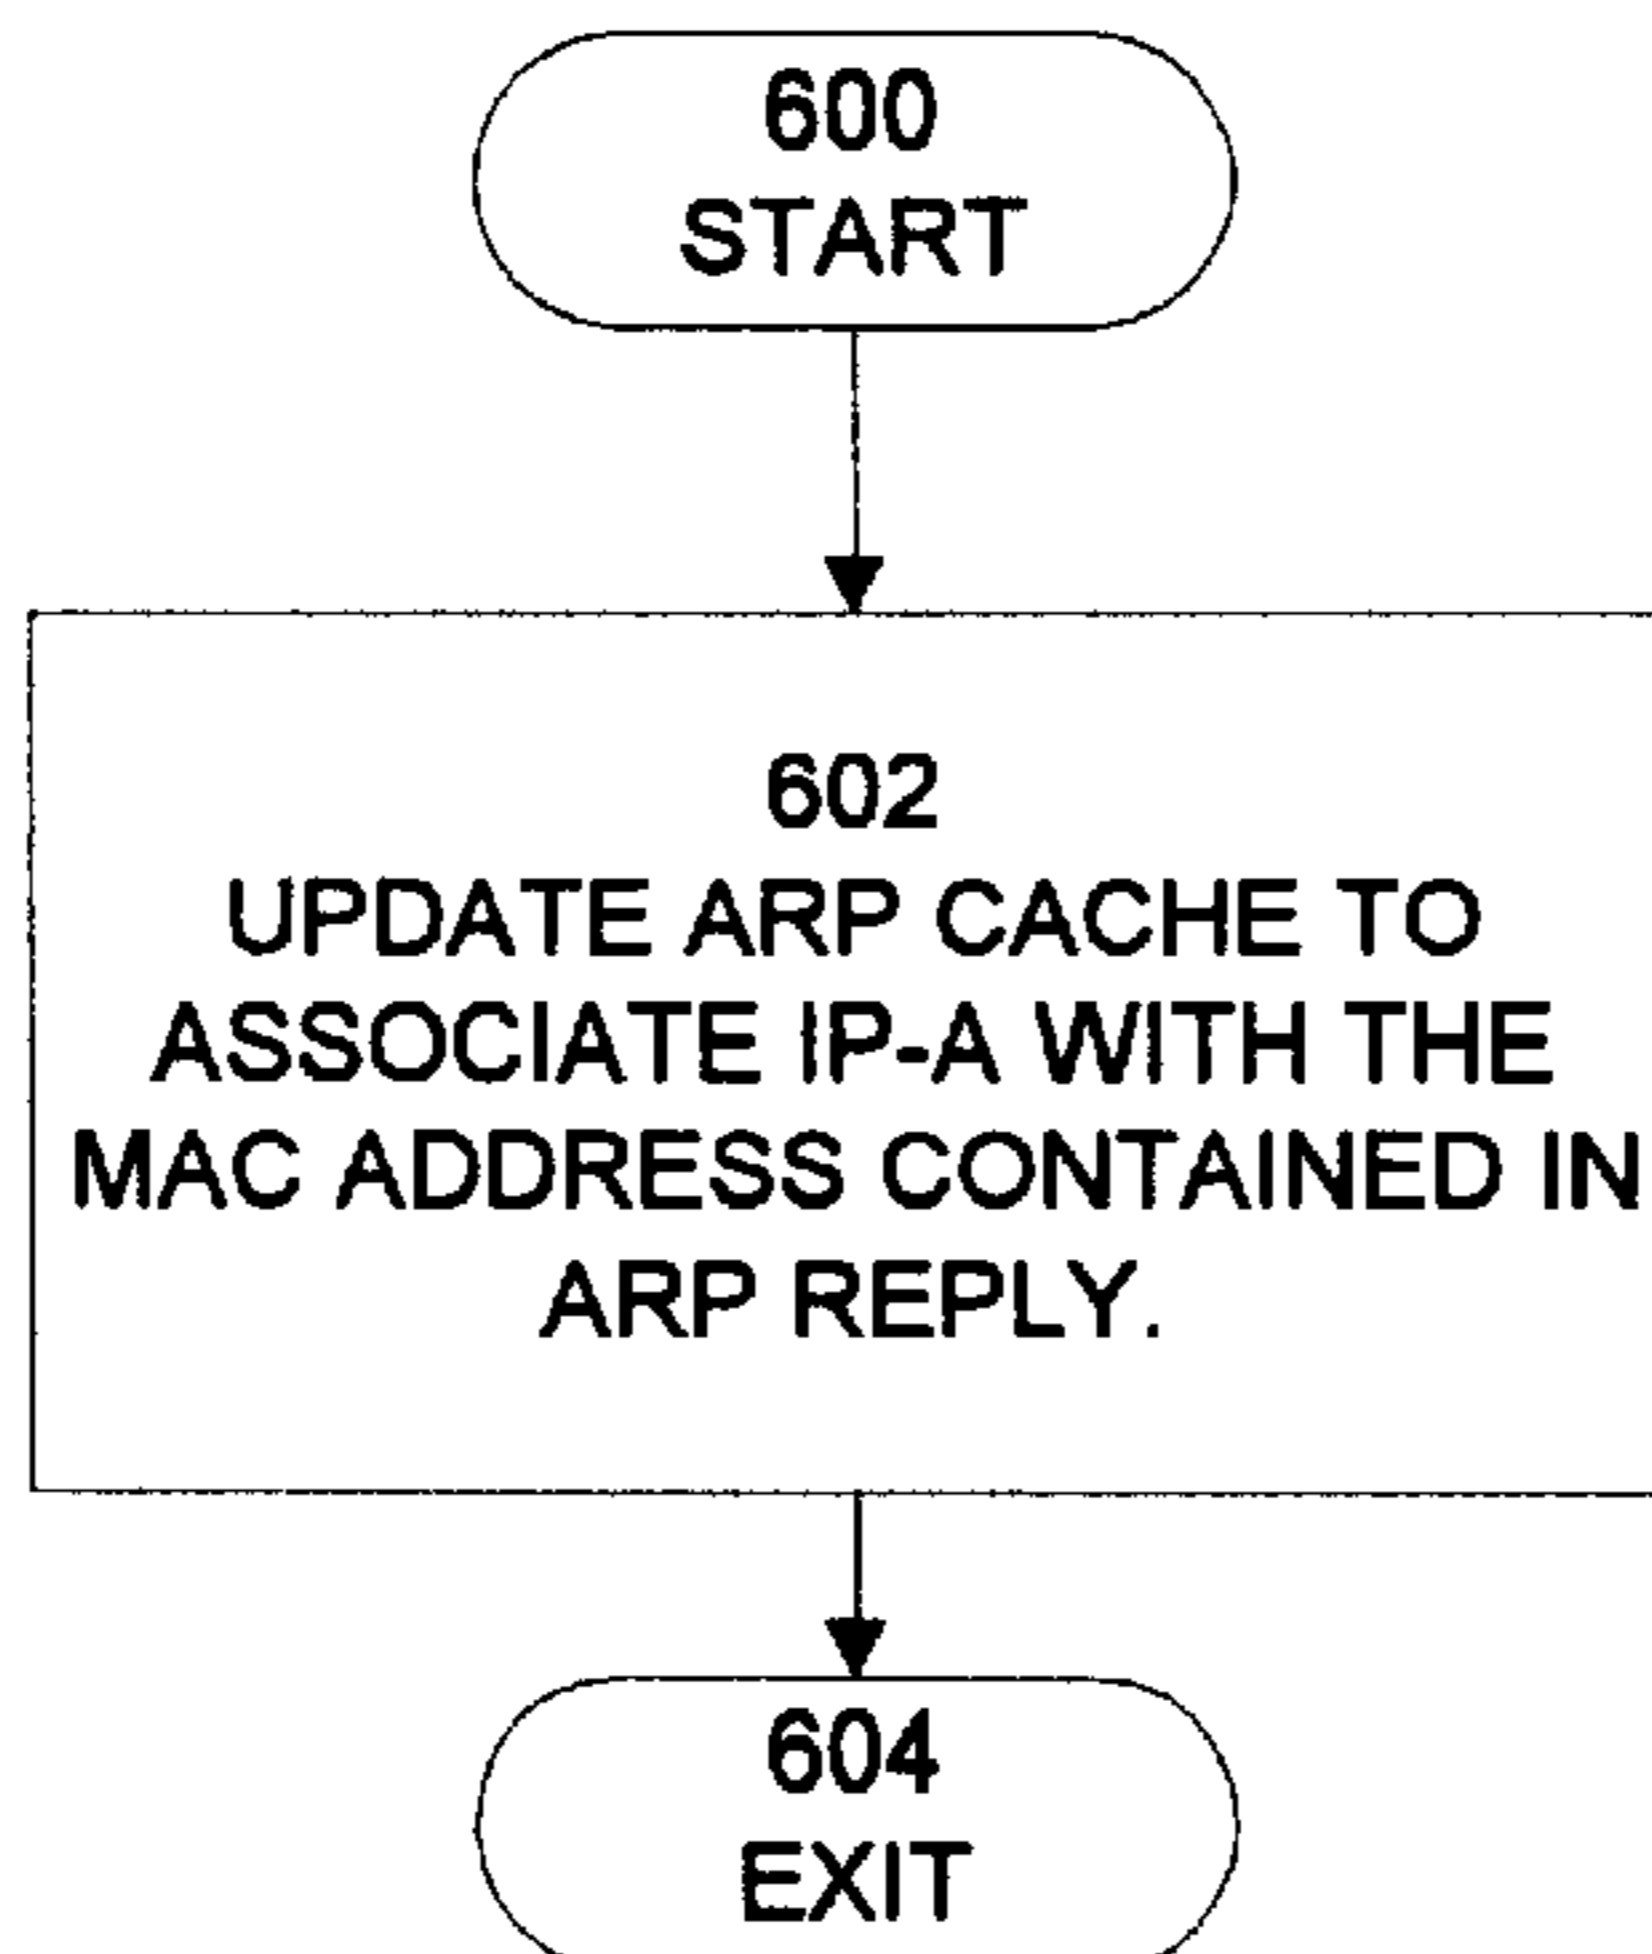 600
START
602
UPDATE ARP CACHE TO
ASSOCIATE IP-A WITH THE
MAC ADDRESS CONTAINED IN
ARP REPLY.
604
EXIT